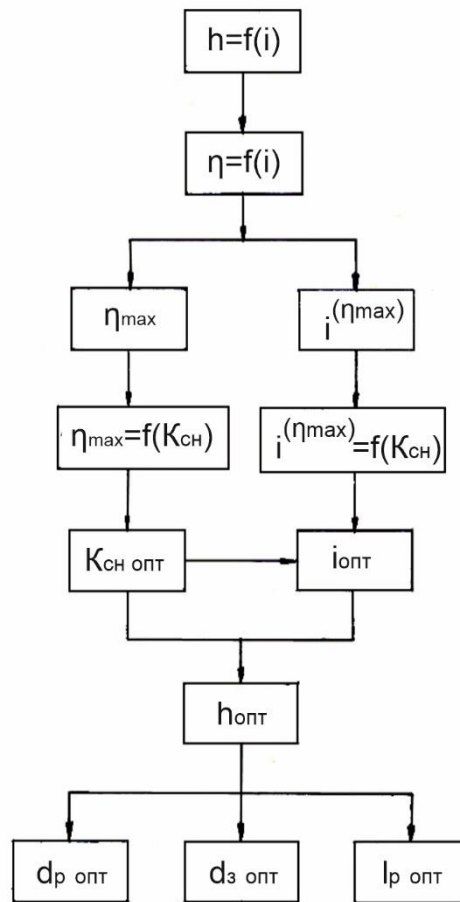 h=f(i)
η=f(i)
ηmax
i(ηmax)
ηmax=f(Kсн)
i(ηmax)=f(Kсн)
Kсн опт
iопт
hопт
dр опт
dз опт
lр опт